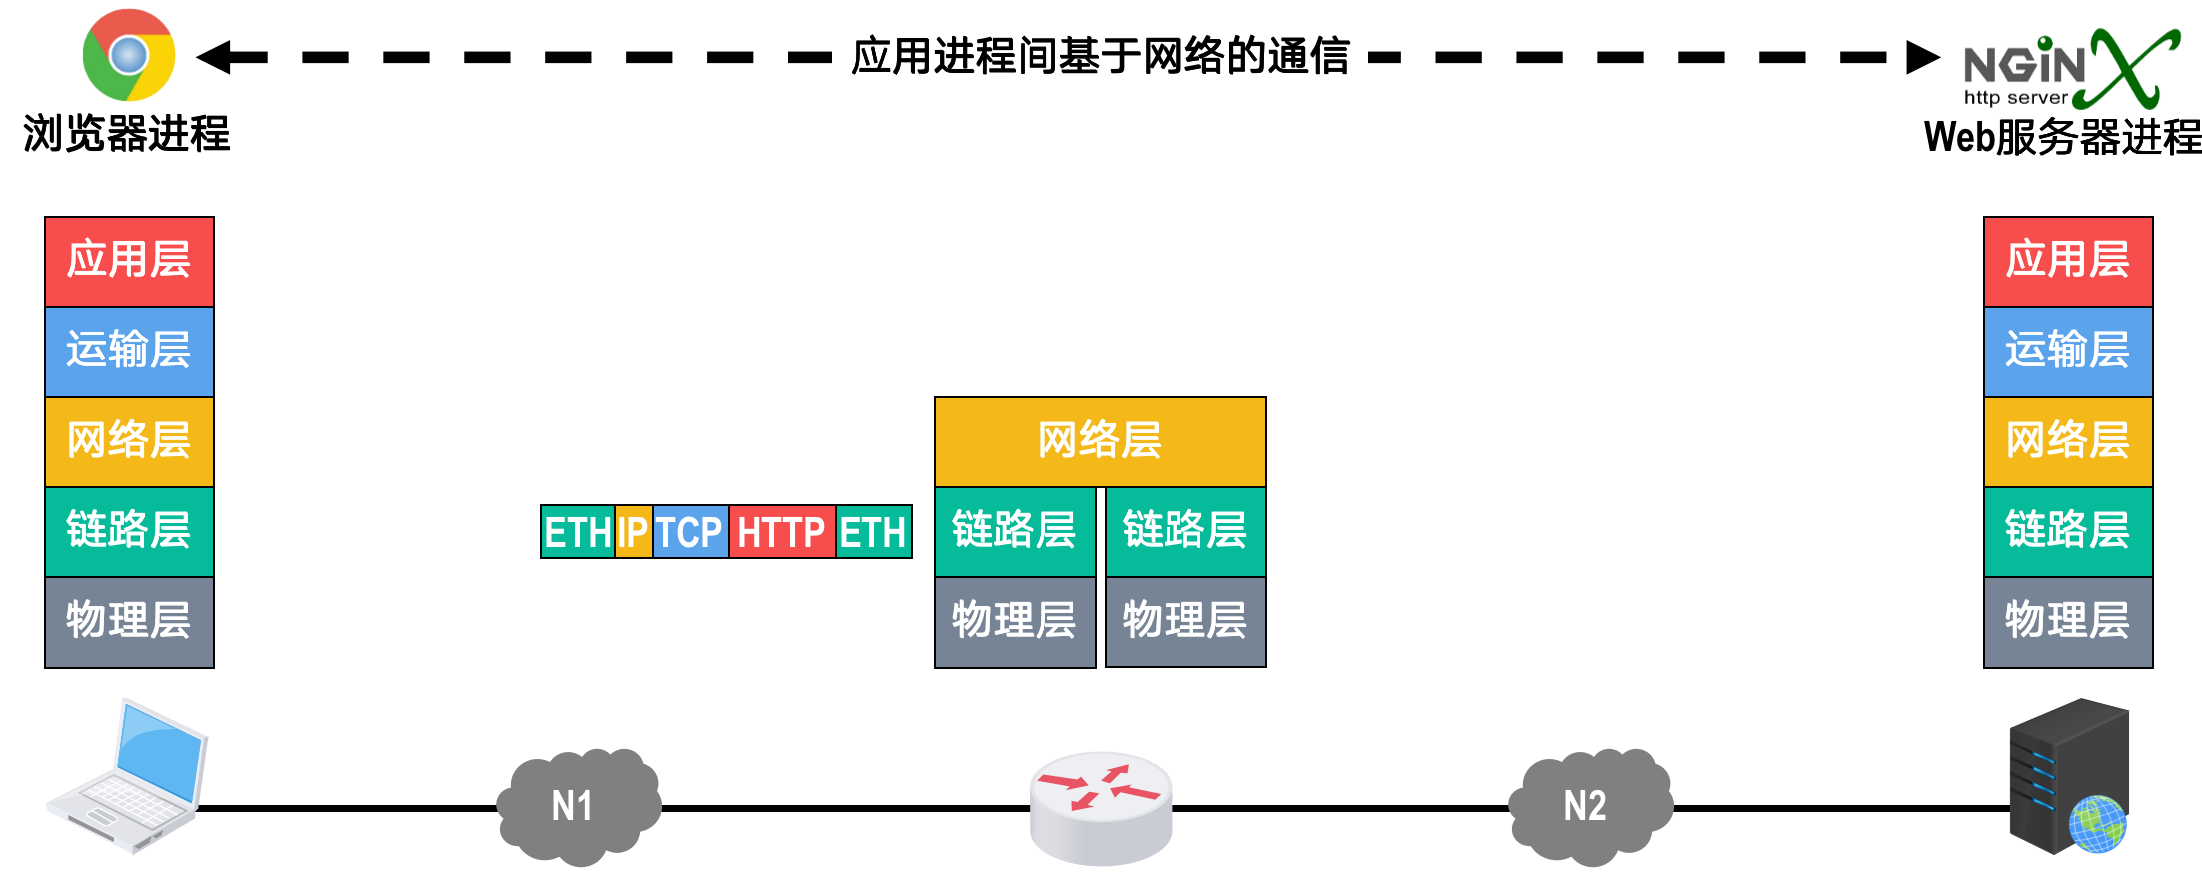 应用进程间基于网络的通信
NGINX
http server
浏览器进程
Web服务器进程
应用层
运输层
网络层
链路层
物理层
ETH IP TCP HTTP ETH
网络层
链路层 链路层
物理层 物理层
应用层
运输层
网络层
链路层
物理层
N1
N2